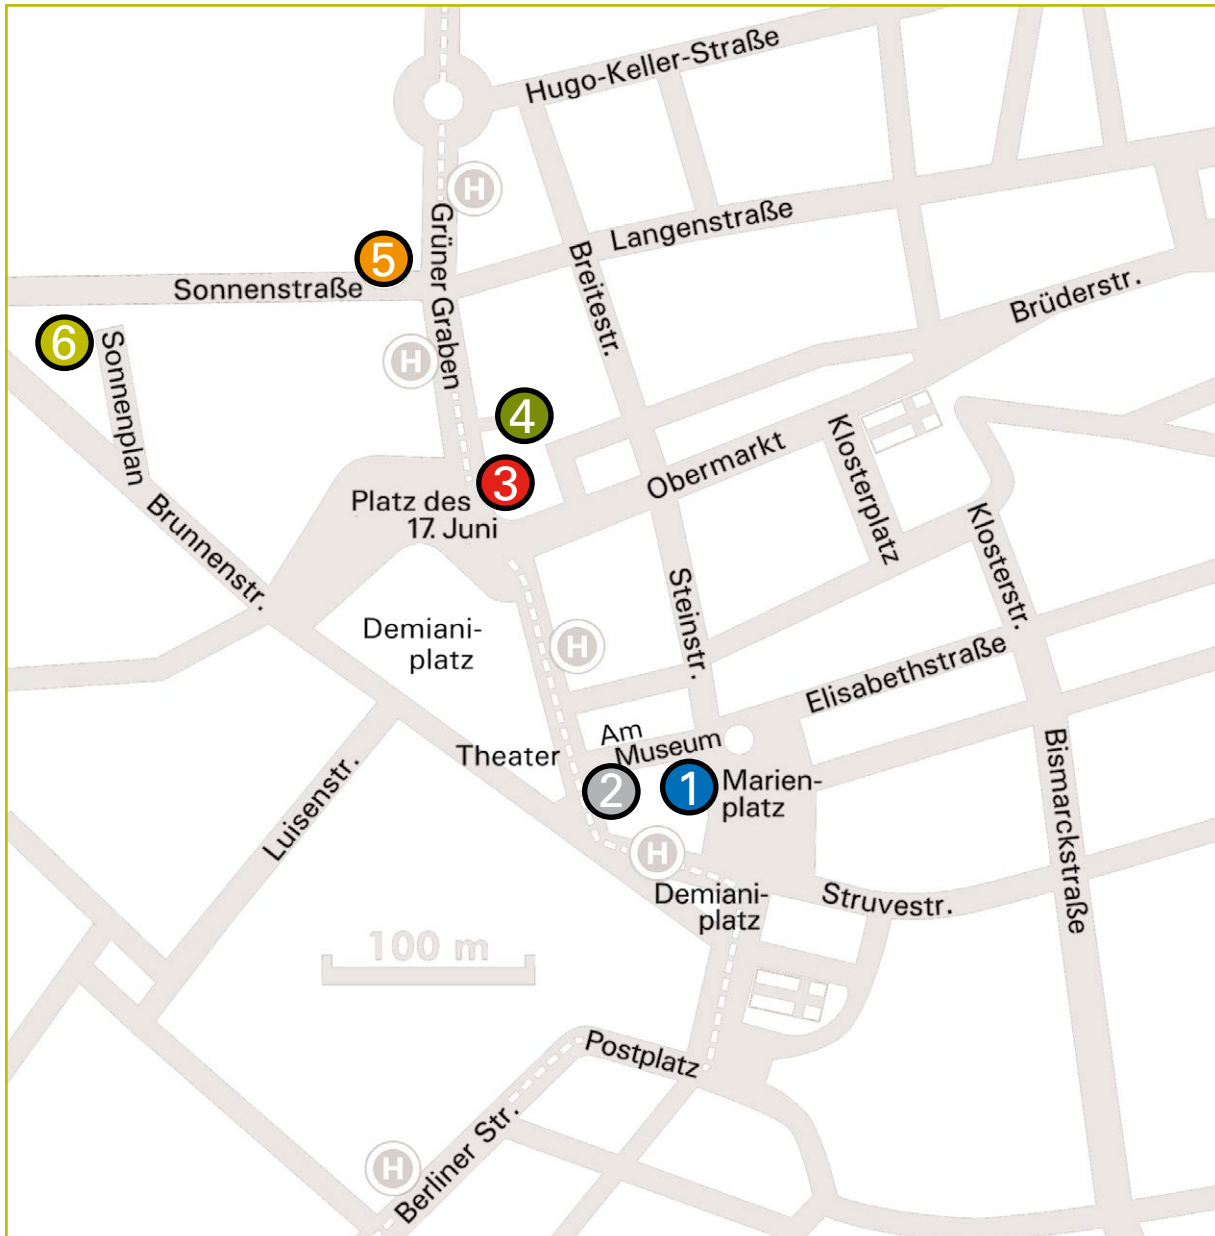 Hugo-Keller-Straße
H
Grüner Graben
Langenstraße
Breitestr.
5
Sonnenstraße
Brüderstr.
6
Sonnenplan
H
4
Klosterplatz
Obermarkt
3
Platz des
17. Juni
Brunnenstr.
Klosterstr.
Steinstr.
Demiani-
platz
H
Elisabethstraße
Am
Museum
Theater
2
1
Marien-
platz
Bismarckstraße
Luisenstr.
H
Demiani-
platz
Struvestr.
100 m
Postplatz
H
Berliner Str.